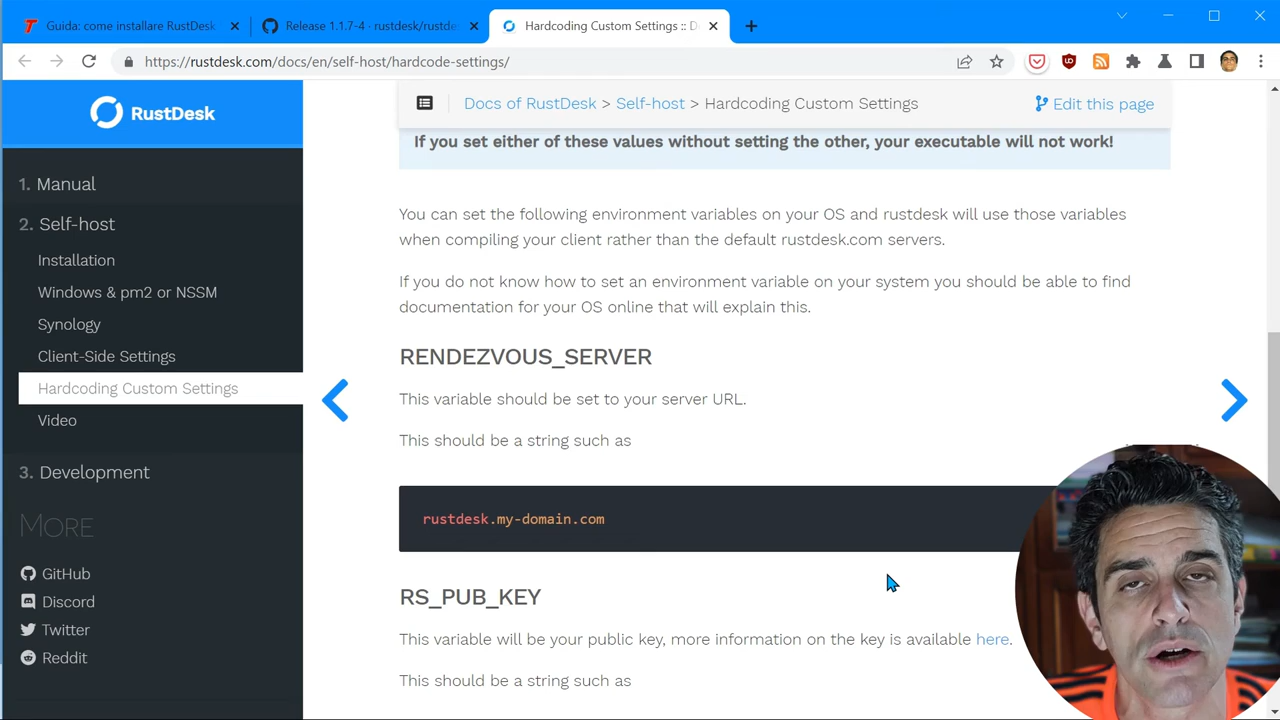 Guida: come installare RustDesk
Release 1.1.7-4 · rustdesk/rustde
Hardcoding Custom Settings :: D
https://rustdesk.com/docs/en/self-host/hardcode-settings/
RustDesk
1. Manual
2. Self-host
Installation
Windows & pm2 or NSSM
Synology
Client-Side Settings
Hardcoding Custom Settings
Video
3. Development
MORE
GitHub
Discord
Twitter
Reddit
Docs of RustDesk > Self-host > Hardcoding Custom Settings
Edit this page
If you set either of these values without setting the other, your executable will not work!
You can set the following environment variables on your OS and rustdesk will use those variables
when compiling your client rather than the default rustdesk.com servers.
If you do not know how to set an environment variable on your system you should be able to find
documentation for your OS online that will explain this.
RENDEZVOUS_SERVER
This variable should be set to your server URL.
This should be a string such as
rustdesk.my-domain.com
RS_PUB_KEY
This variable will be your public key, more information on the key is available here.
This should be a string such as